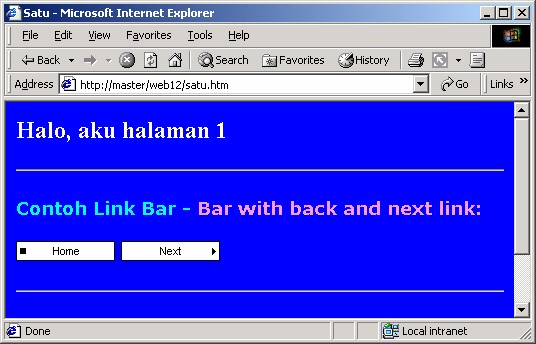 Satu - Microsoft Internet Explorer
File Edit View Favorites Tools Help
Back Search Favorites History
Address http://master/web12/satu.htm Go Links »
Halo, aku halaman 1
Contoh Link Bar - Bar with back and next link:
Home Next
Done Local intranet